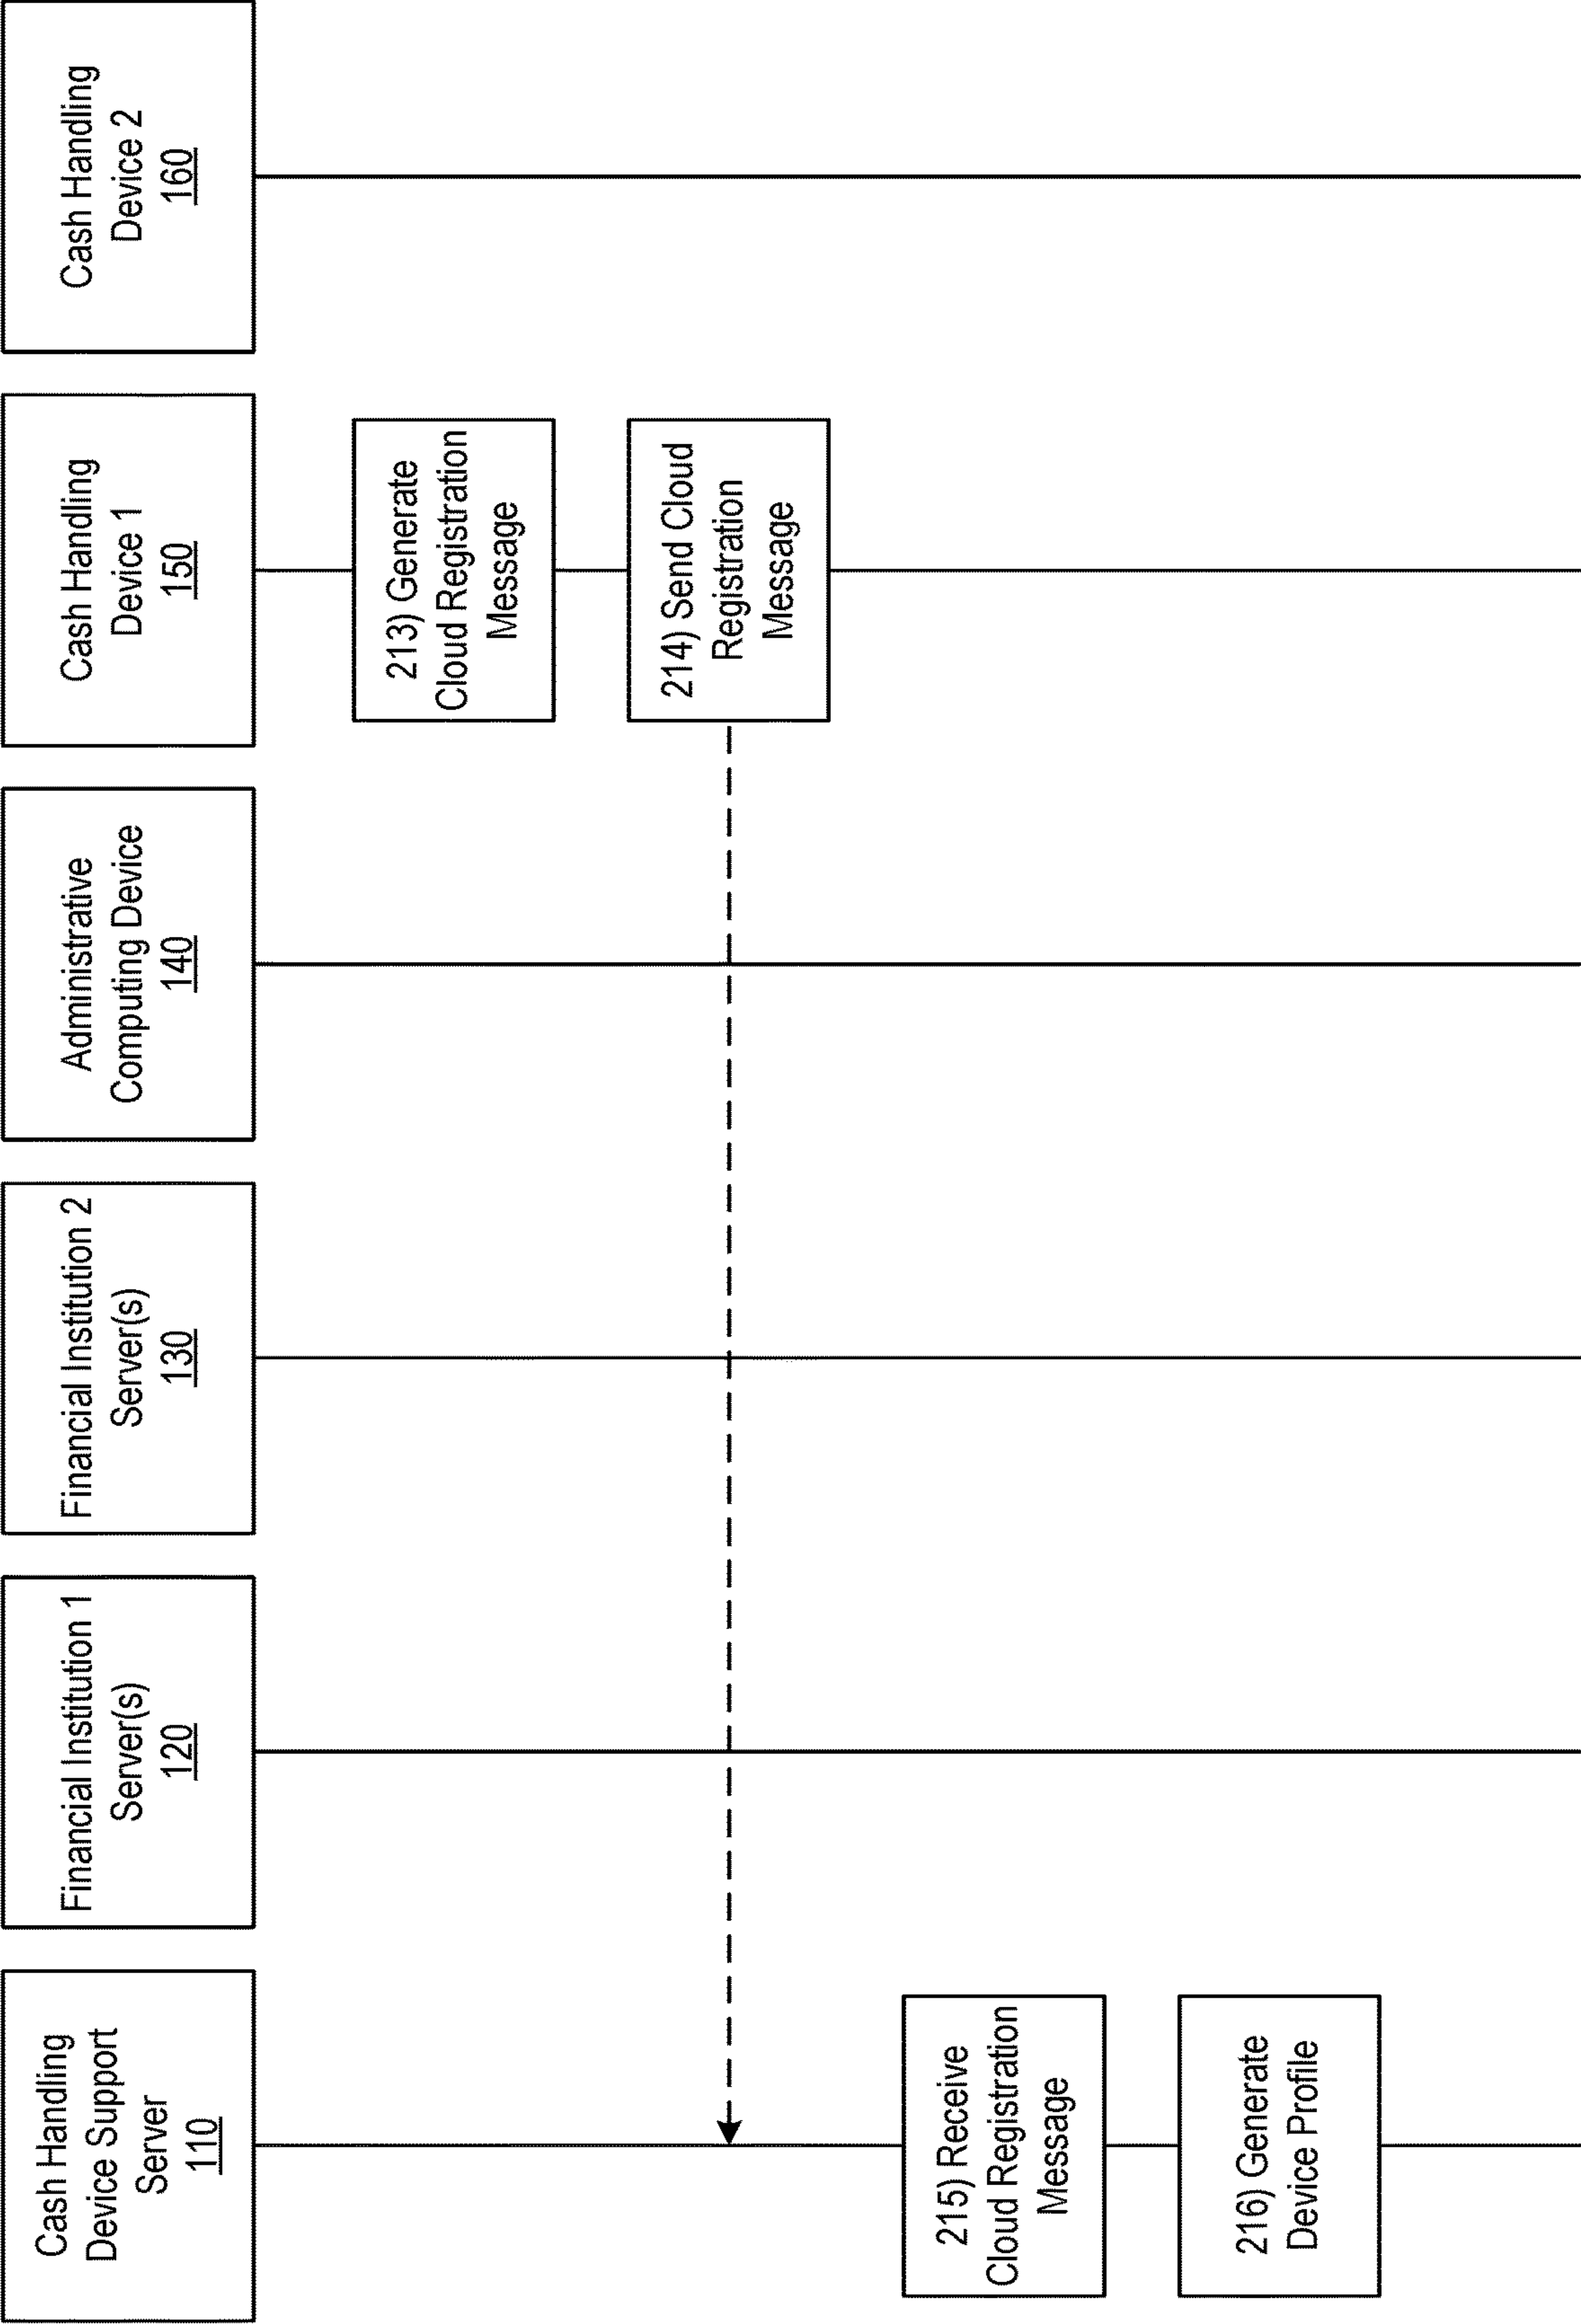 Cash Handling
Device Support
Server
110
Financial Institution 1
Server(s)
120
Financial Institution 2
Server(s)
130
Administrative
Computing Device
140
Cash Handling
Device 1
150
Cash Handling
Device 2
160
213) Generate
Cloud Registration
Message
214) Send Cloud
Registration
Message
215) Receive
Cloud Registration
Message
216) Generate
Device Profile